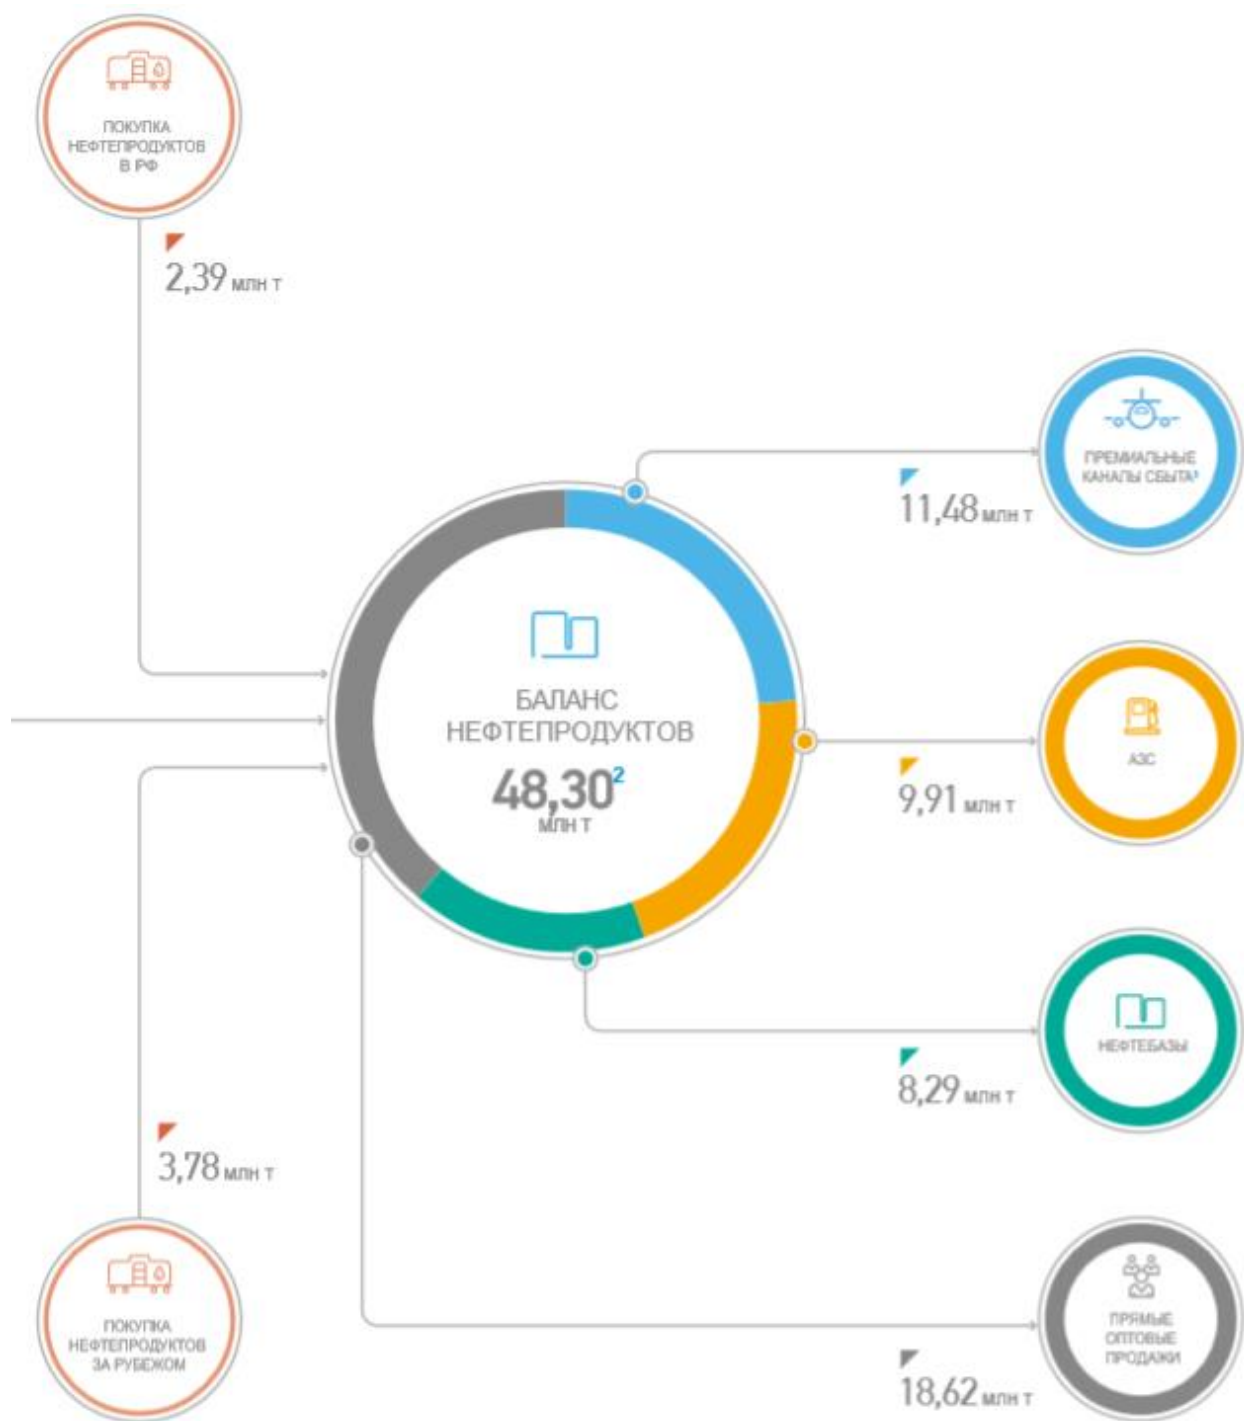 ПОКУПКА
НЕФТЕПРОДУКТОВ
В РФ
2,39 млн т
ПРЕМИАЛЬНЫЕ
КАНАЛЫ СБЫТА³
11,48 млн т
БАЛАНС
НЕФТЕПРОДУКТОВ
48,30²
МЛН Т
АЗС
9,91 млн т
НЕФТЕБАЗЫ
8,29 млн т
3,78 млн т
ПОКУПКА
НЕФТЕПРОДУКТОВ
ЗА РУБЕЖОМ
ПРЯМЫЕ
ОПТОВЫЕ
ПРОДАЖИ
18,62 млн т